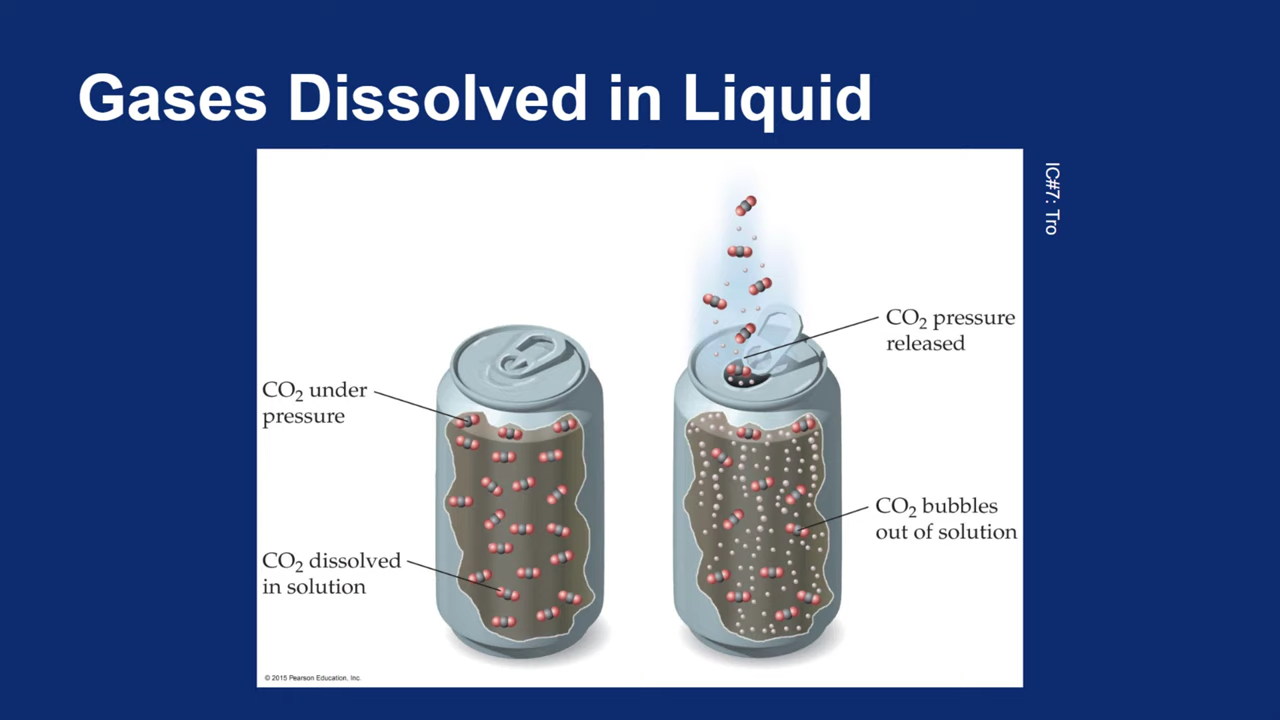 Gases Dissolved in Liquid
IC#7: Tro
CO₂ pressure
released
CO₂ under
pressure
CO₂ bubbles
out of solution
CO₂ dissolved
in solution
© 2015 Pearson Education, Inc.